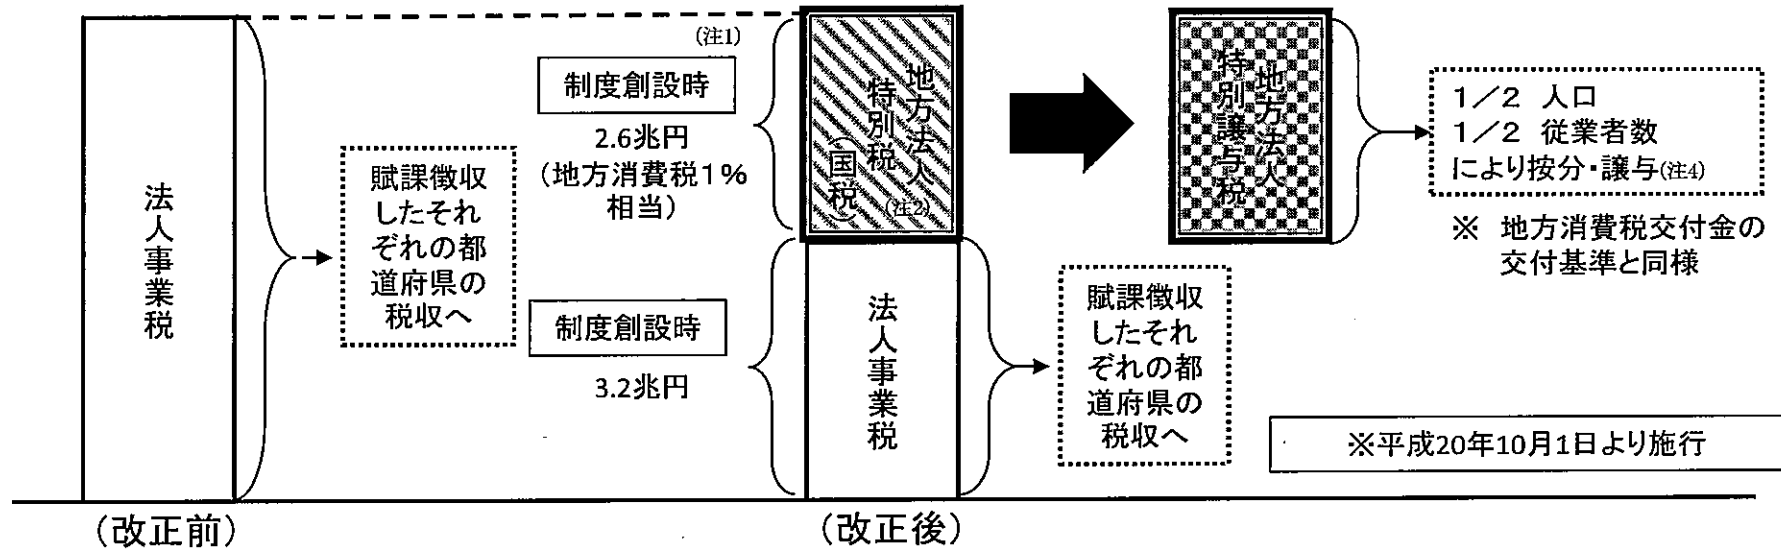 法人事業税
賦課徴収
したそれ
ぞれの都
道府県の
税収へ
(注1)
制度創設時
2.6兆円
(地方消費税1%
相当)
制度創設時
3.2兆円
地方法人
特別税
(国税)
(注2)
法人事業税
賦課徴収
したそれ
ぞれの都
道府県の
税収へ
地方法人
特別譲与税
1/2 人口
1/2 従業者数
により按分・譲与(注4)
※ 地方消費税交付金の
交付基準と同様
※平成20年10月1日より施行
(改正前)
(改正後)